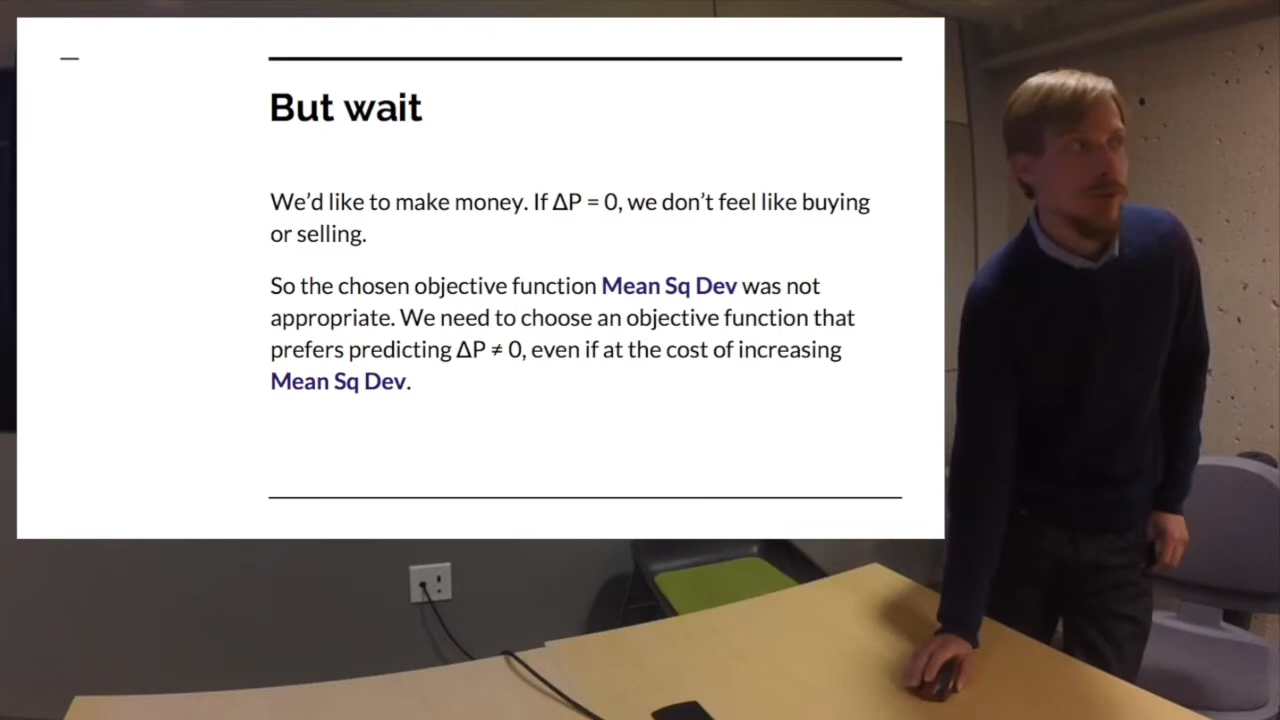 But wait
We’d like to make money. If ΔP = 0, we don’t feel like buying
or selling.
So the chosen objective function Mean Sq Dev was not
appropriate. We need to choose an objective function that
prefers predicting ΔP ≠ 0, even if at the cost of increasing
Mean Sq Dev.